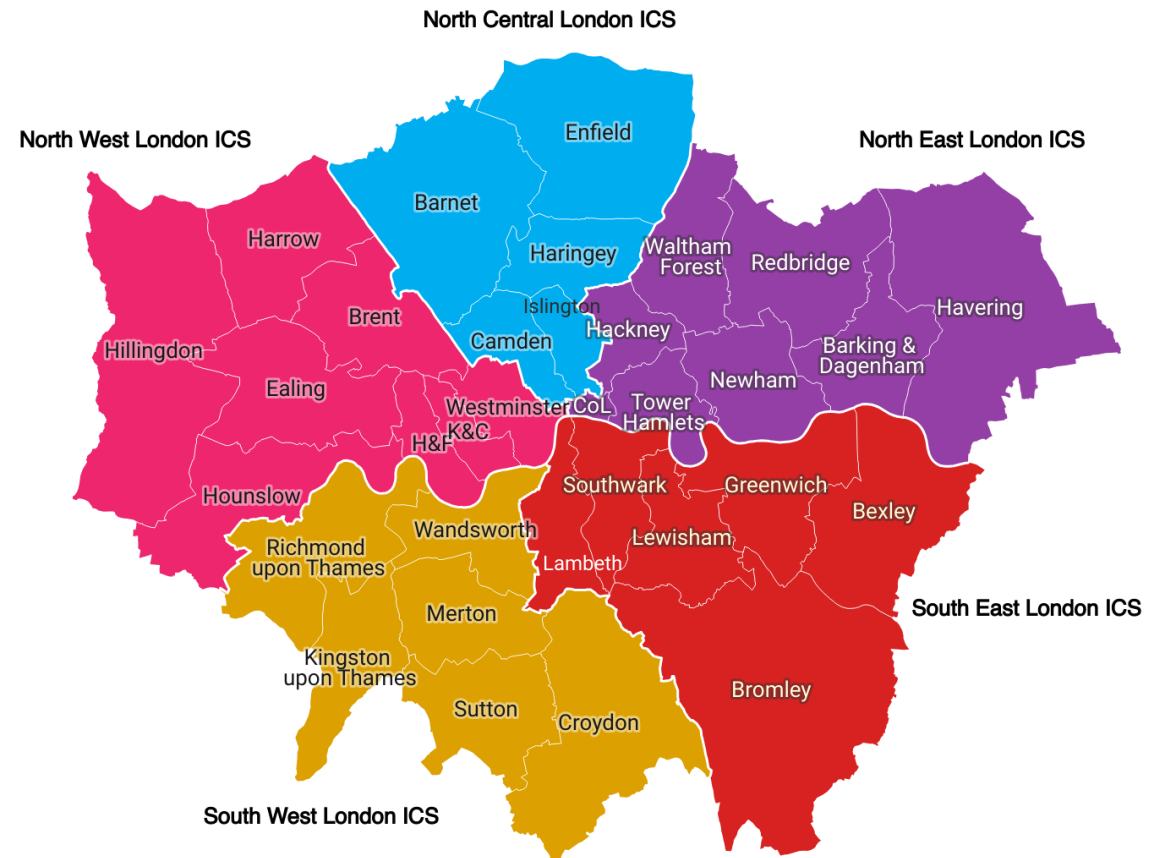 North Central London ICS
North West London ICS
North East London ICS
Enfield
Barnet
Harrow
Haringey
Waltham
Forest
Redbridge
Islington
Havering
Brent
Hackney
Camden
Hillingdon
Barking &
Dagenham
Ealing
Newham
Westminster
CoL
Tower
Hamlets
K&C
H&F
Hounslow
Southwark
Greenwich
Bexley
Wandsworth
Lewisham
Richmond
upon Thames
Lambeth
South East London ICS
Merton
Kingston
upon Thames
Bromley
Sutton
Croydon
South West London ICS